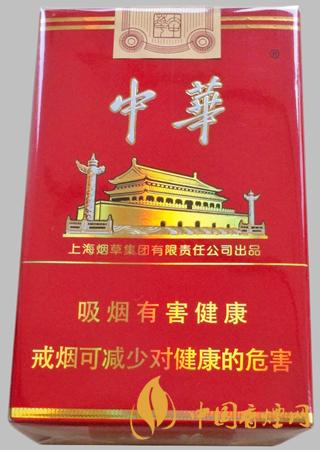 中華
®
上海烟草集团有限责任公司出品
吸烟有害健康
戒烟可减少对健康的危害
中国香烟网